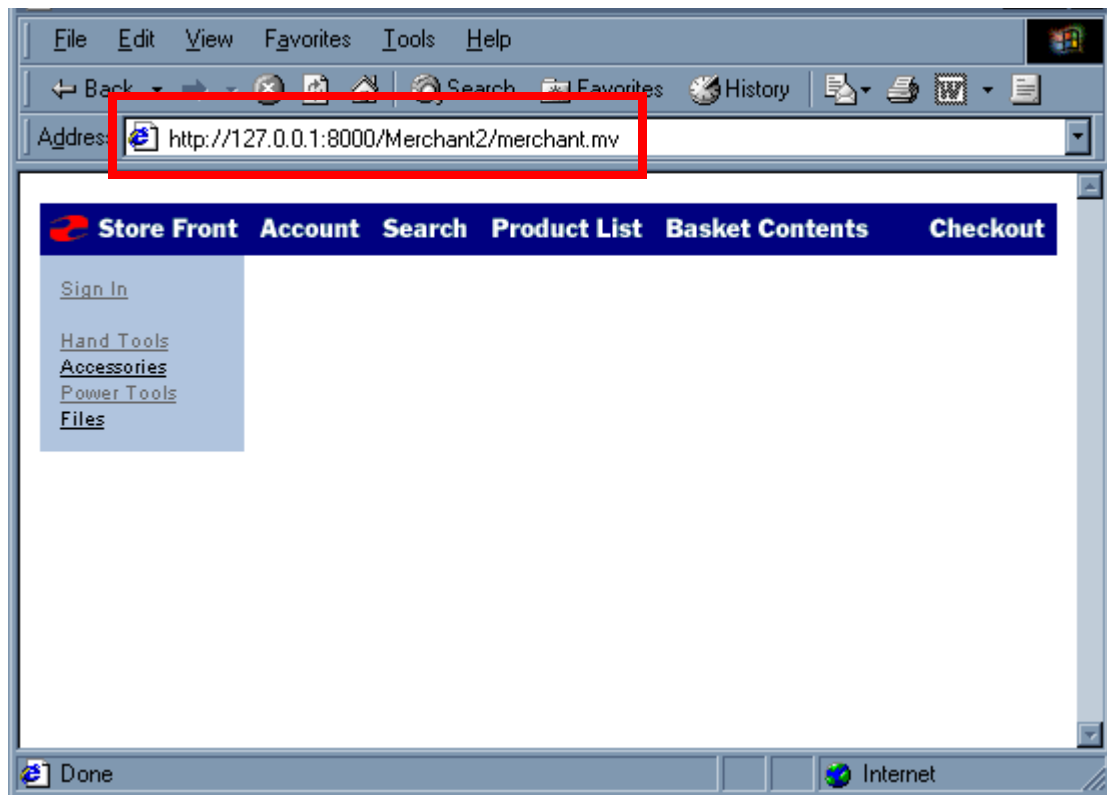 File Edit View Favorites Tools Help
Back Search Favorites History
Address http://127.0.0.1:8000/Merchant2/merchant.mv
Store Front Account Search Product List Basket Contents Checkout
Sign In
Hand Tools
Accessories
Power Tools
Files
Done Internet